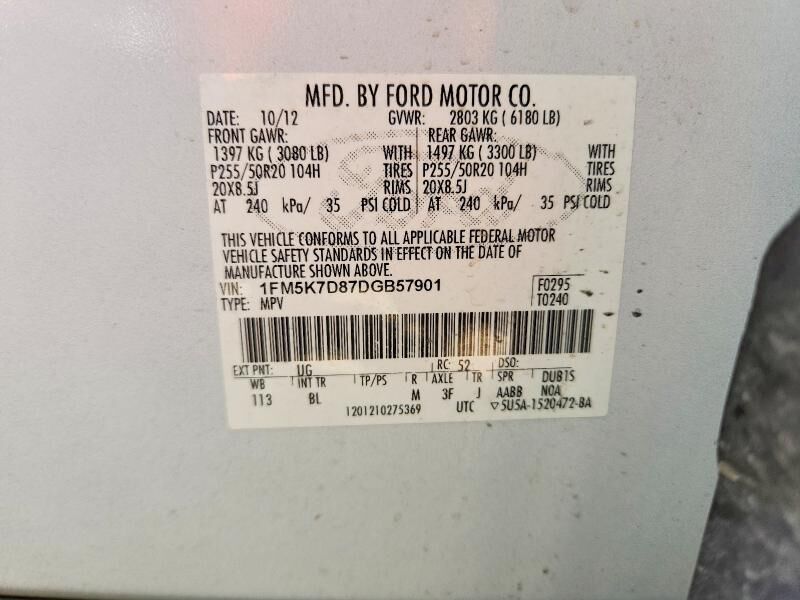 MFD. BY FORD MOTOR CO.
DATE: 10/12 GVWR: 2803 KG ( 6180 LB)
FRONT GAWR: REAR GAWR:
1397 KG ( 3080 LB) WITH 1497 KG ( 3300 LB) WITH
P255/50R20 104H TIRES P255/50R20 104H TIRES
20X8.5J RIMS 20X8.5J RIMS
AT 240 kPa/ 35 PSI COLD AT 240 kPa/ 35 PSI COLD
THIS VEHICLE CONFORMS TO ALL APPLICABLE FEDERAL MOTOR
VEHICLE SAFETY STANDARDS IN EFFECT ON THE DATE OF
MANUFACTURE SHOWN ABOVE.
VIN: 1FM5K7D87DGB57901 F0295
TYPE: MPV T0240
EXT PNT: UG RC: 52 DSO:
WB INT TR TP/PS R AXLE TR SPR DUBTS
113 BL M 3F J AABB NOA
1201210275369 UTC ▽5U5A-1520472-BA